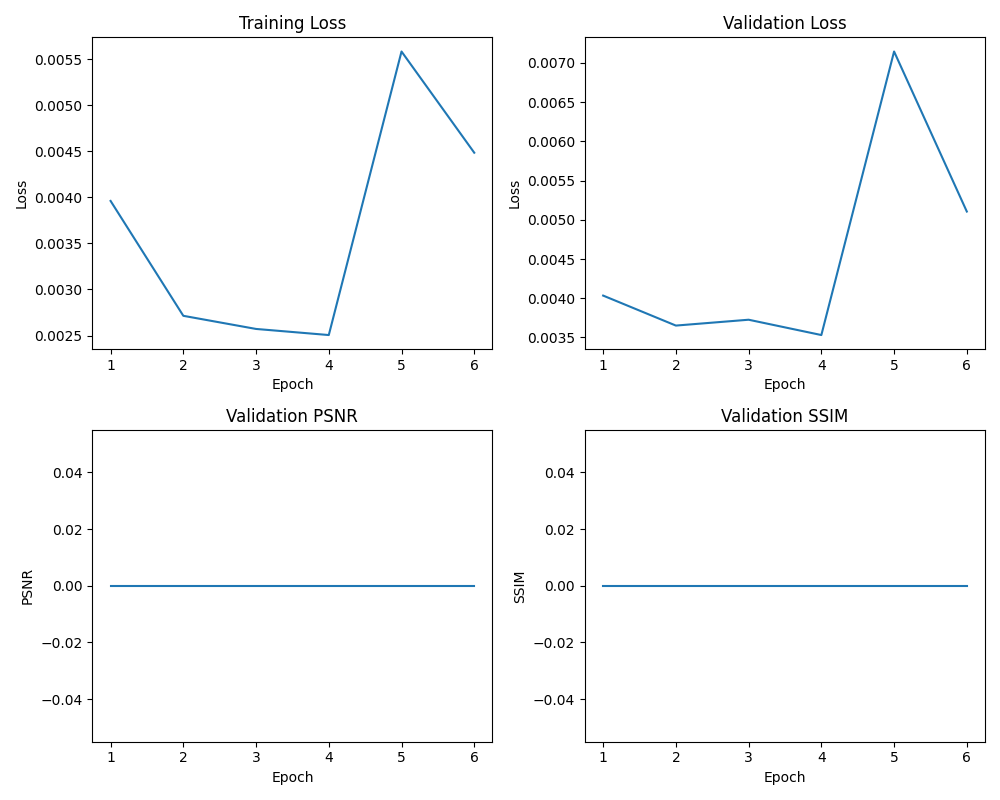 Training Loss
Loss
0.0055
0.0050
0.0045
0.0040
0.0035
0.0030
0.0025
1 2 3 4 5 6
Epoch
Validation Loss
Loss
0.0070
0.0065
0.0060
0.0055
0.0050
0.0045
0.0040
0.0035
1 2 3 4 5 6
Epoch
Validation PSNR
PSNR
0.04
0.02
0.00
−0.02
−0.04
1 2 3 4 5 6
Epoch
Validation SSIM
SSIM
0.04
0.02
0.00
−0.02
−0.04
1 2 3 4 5 6
Epoch